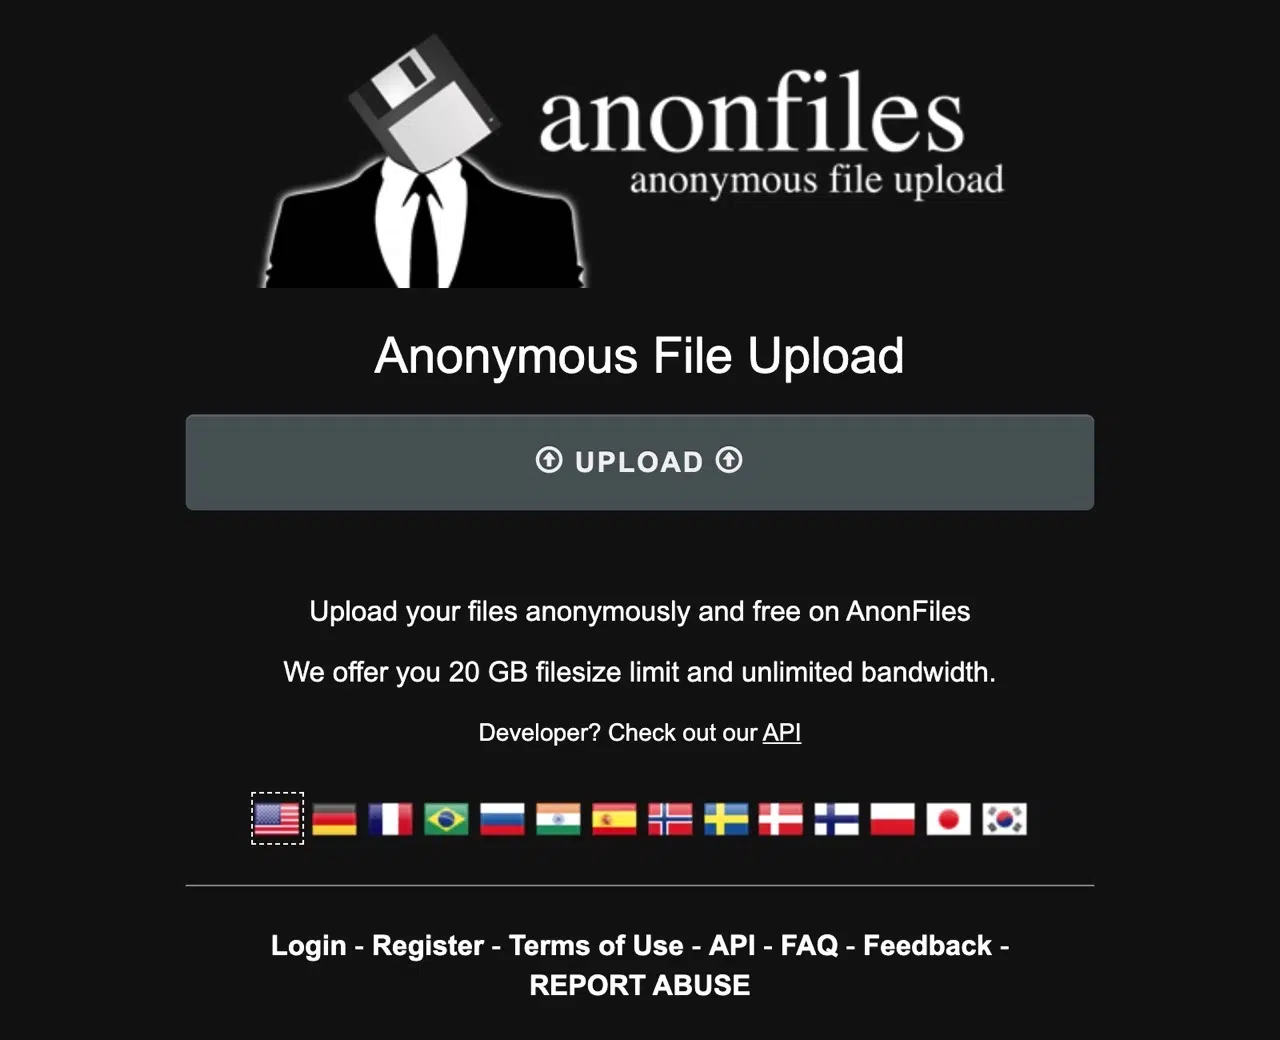 anonfiles
anonymous file upload
Anonymous File Upload
UPLOAD
Upload your files anonymously and free on AnonFiles
We offer you 20 GB filesize limit and unlimited bandwidth.
Developer? Check out our API
Login - Register - Terms of Use - API - FAQ - Feedback -
REPORT ABUSE